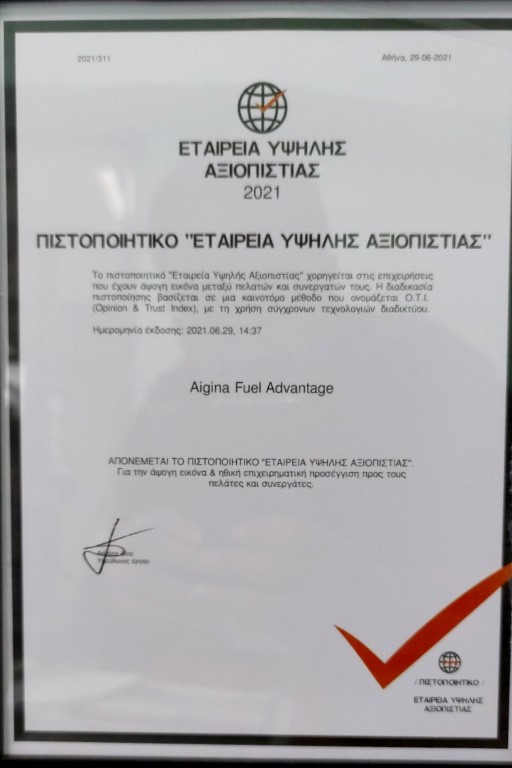 2021/311
Αθήνα, 29-06-2021
ΕΤΑΙΡΕΙΑ ΥΨΗΛΗΣ
ΑΞΙΟΠΙΣΤΙΑΣ
2021
ΠΙΣΤΟΠΟΙΗΤΙΚΟ "ΕΤΑΙΡΕΙΑ ΥΨΗΛΗΣ ΑΞΙΟΠΙΣΤΙΑΣ"
Το πιστοποιητικό "Εταιρεία Υψηλής Αξιοπιστίας" χορηγείται στις επιχειρήσεις
που έχουν άψογη εικόνα μεταξύ πελατών και συνεργατών τους. Η διαδικασία
πιστοποίησης βασίζεται σε μια καινοτόμο μέθοδο που ονομάζεται Ο.Τ.Ι.
(Opinion & Trust Index), με τη χρήση σύγχρονων τεχνολογιών διαδικτύου.
Ημερομηνία έκδοσης: 2021.06.29, 14:37
Aigina Fuel Advantage
ΑΠΟΝΕΜΕΤΑΙ ΤΟ ΠΙΣΤΟΠΟΙΗΤΙΚΟ "ΕΤΑΙΡΕΙΑ ΥΨΗΛΗΣ ΑΞΙΟΠΙΣΤΙΑΣ".
Για την άψογη εικόνα & ηθική επιχειρηματική προσέγγιση προς τους
πελάτες και συνεργάτες.
Υπεύθυνος έργου
/ ΠΙΣΤΟΠΟΙΗΤΙΚΟ /
ΕΤΑΙΡΕΙΑ ΥΨΗΛΗΣ
ΑΞΙΟΠΙΣΤΙΑΣ